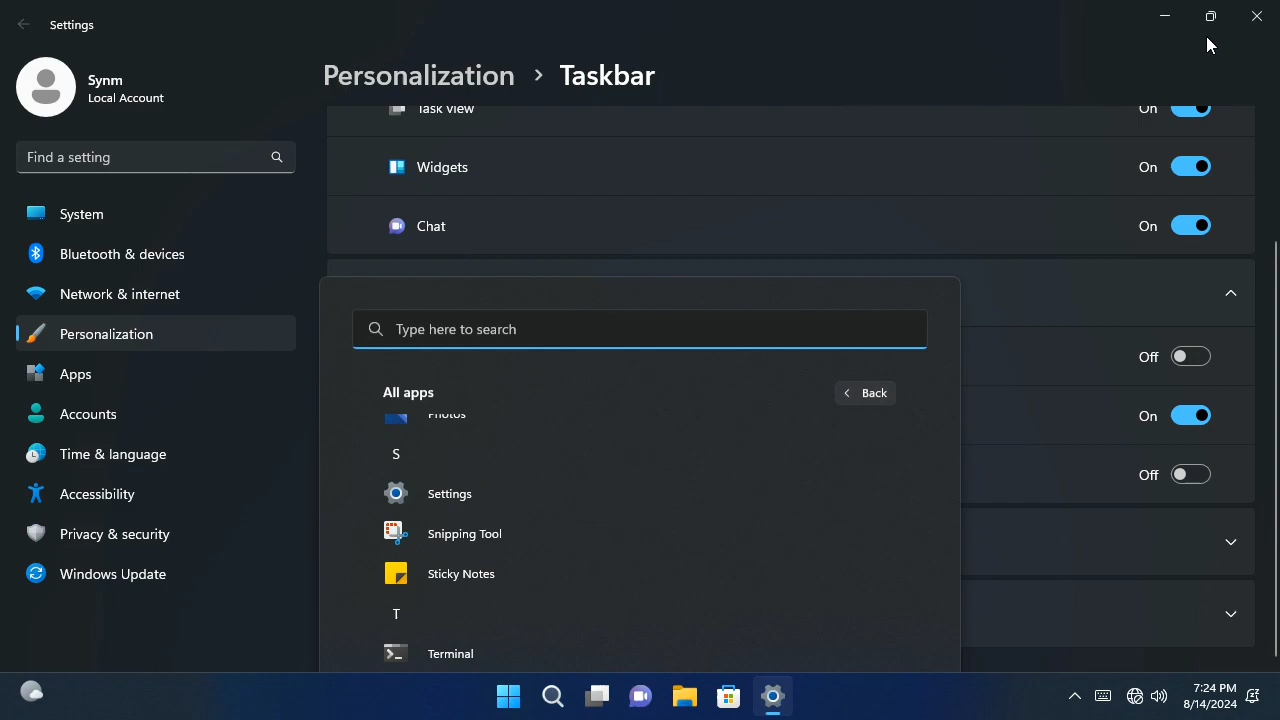 Settings
Synm
Local Account
Find a setting
System
Bluetooth & devices
Network & internet
Personalization
Apps
Accounts
Time & language
Accessibility
Privacy & security
Windows Update
Personalization > Taskbar
Task view On
Widgets On
Chat On
Off
On
Off
Type here to search
All apps
Back
Photos
S
Settings
Snipping Tool
Sticky Notes
T
Terminal
7:24 PM
8/14/2024